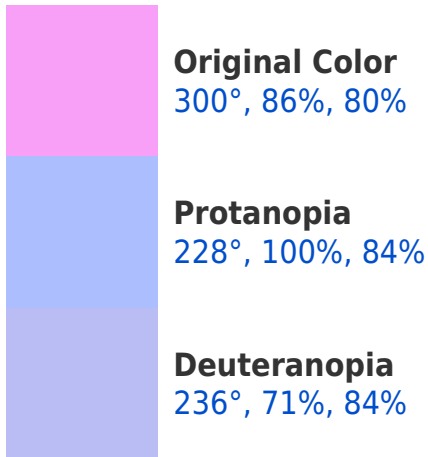 Original Color
300°, 86%, 80%
Protanopia
228°, 100%, 84%
Deuteranopia
236°, 71%, 84%